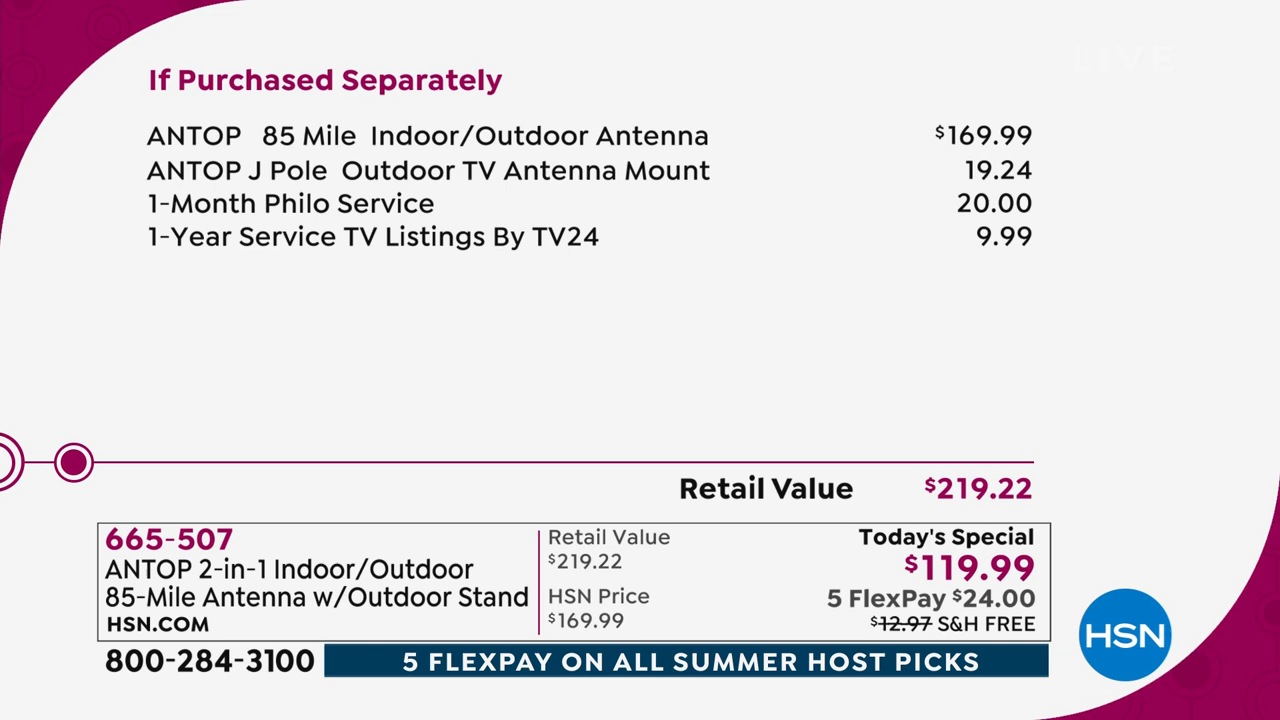 LIVE
If Purchased Separately
ANTOP 85 Mile Indoor/Outdoor Antenna $169.99
ANTOP J Pole Outdoor TV Antenna Mount 19.24
1-Month Philo Service 20.00
1-Year Service TV Listings By TV24 9.99
Retail Value $219.22
665-507
ANTOP 2-in-1 Indoor/Outdoor
85-Mile Antenna w/Outdoor Stand
HSN.COM
Retail Value
$219.22
HSN Price
$169.99
Today's Special
$119.99
5 FlexPay $24.00
$12.97 S&H FREE
HSN
800-284-3100
5 FLEXPAY ON ALL SUMMER HOST PICKS